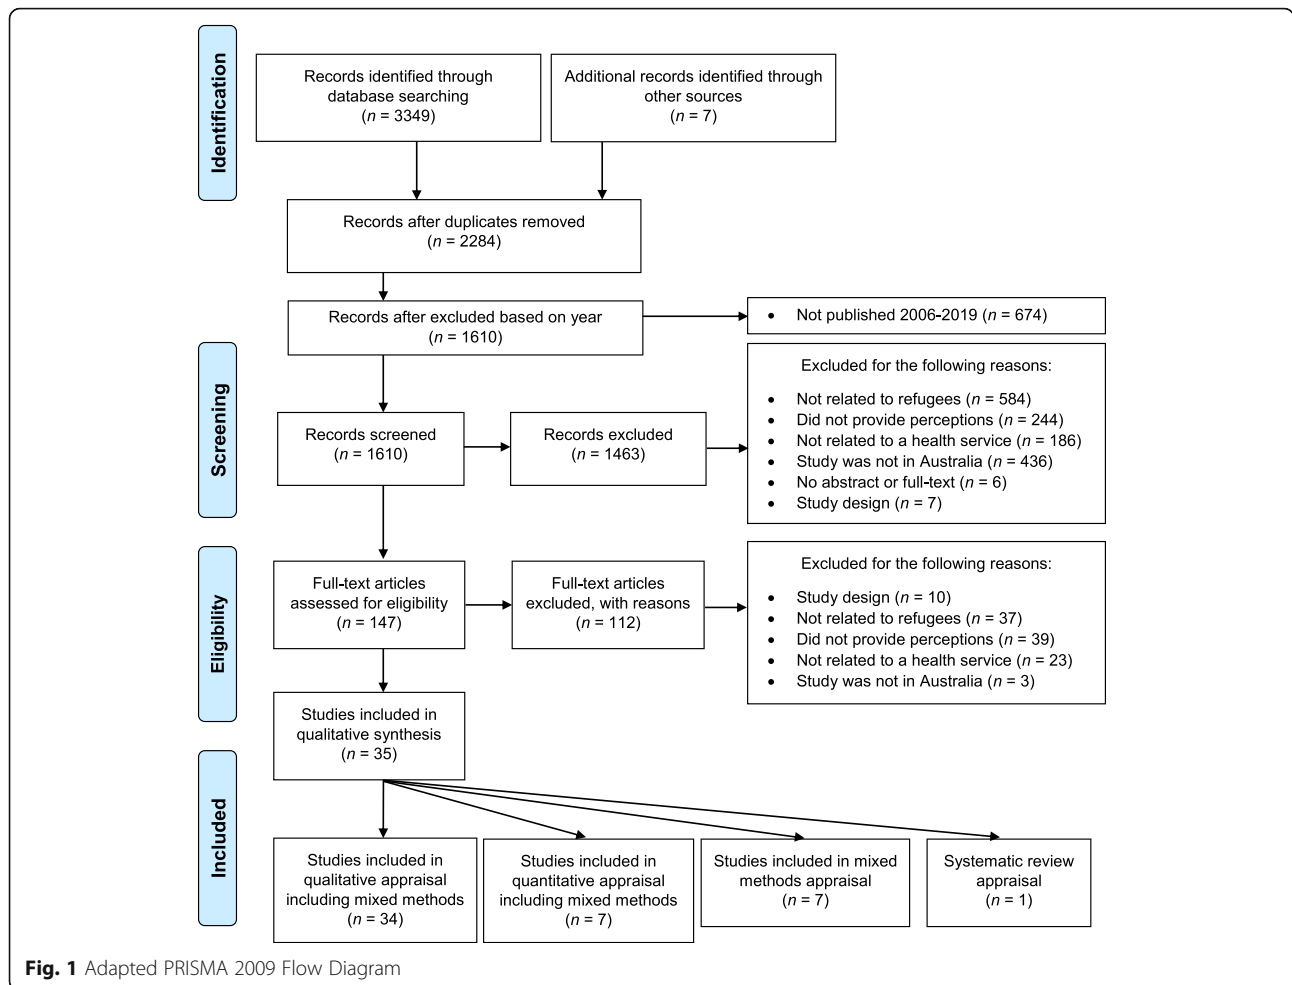 Identification
Records identified through
database searching
(n = 3349)
Additional records identified through
other sources
(n = 7)
Records after duplicates removed
(n = 2284)
Records after excluded based on year
(n = 1610)
• Not published 2006-2019 (n = 674)
Screening
Records screened
(n = 1610)
Records excluded
(n = 1463)
Excluded for the following reasons:
• Not related to refugees (n = 584)
• Did not provide perceptions (n = 244)
• Not related to a health service (n = 186)
• Study was not in Australia (n = 436)
• No abstract or full-text (n = 6)
• Study design (n = 7)
Eligibility
Full-text articles
assessed for eligibility
(n = 147)
Full-text articles
excluded, with reasons
(n = 112)
Excluded for the following reasons:
• Study design (n = 10)
• Not related to refugees (n = 37)
• Did not provide perceptions (n = 39)
• Not related to a health service (n = 23)
• Study was not in Australia (n = 3)
Studies included in
qualitative synthesis
(n = 35)
Included
Studies included in
qualitative appraisal
including mixed methods
(n = 34)
Studies included in
quantitative appraisal
including mixed methods
(n = 7)
Studies included in mixed
methods appraisal
(n = 7)
Systematic review
appraisal
(n = 1)
Fig. 1 Adapted PRISMA 2009 Flow Diagram